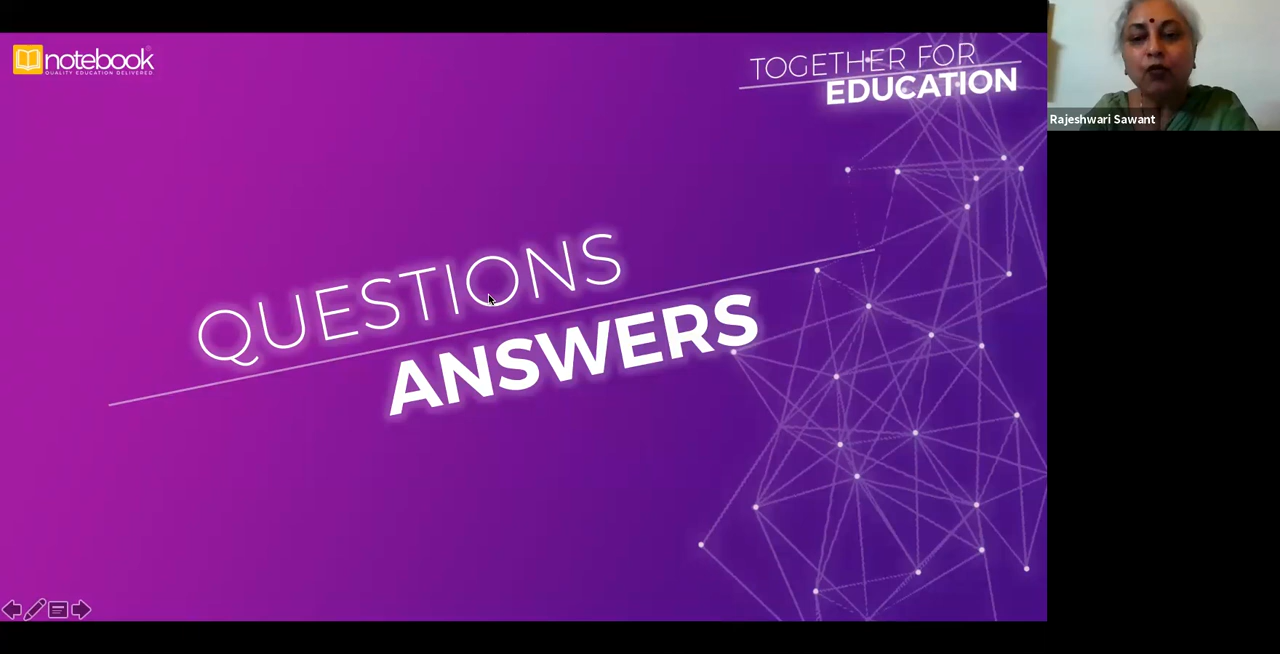 notebook
QUALITY EDUCATION DELIVERED
TOGETHER FOR
EDUCATION
Rajeshwari Sawant
QUESTIONS
ANSWERS